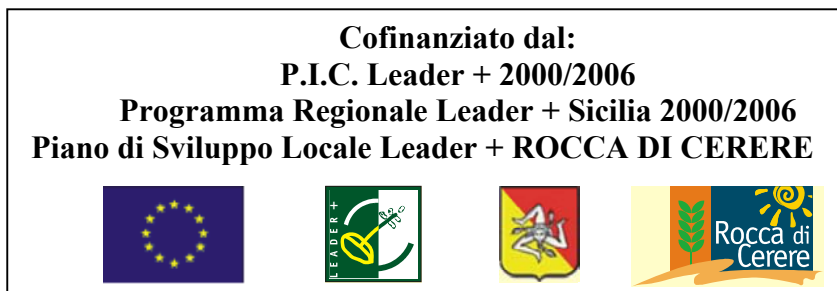 Cofinanziato dal:
P.I.C. Leader + 2000/2006
Programma Regionale Leader + Sicilia 2000/2006
Piano di Sviluppo Locale Leader + ROCCA DI CERERE
LEADER+
Rocca di
Cerere